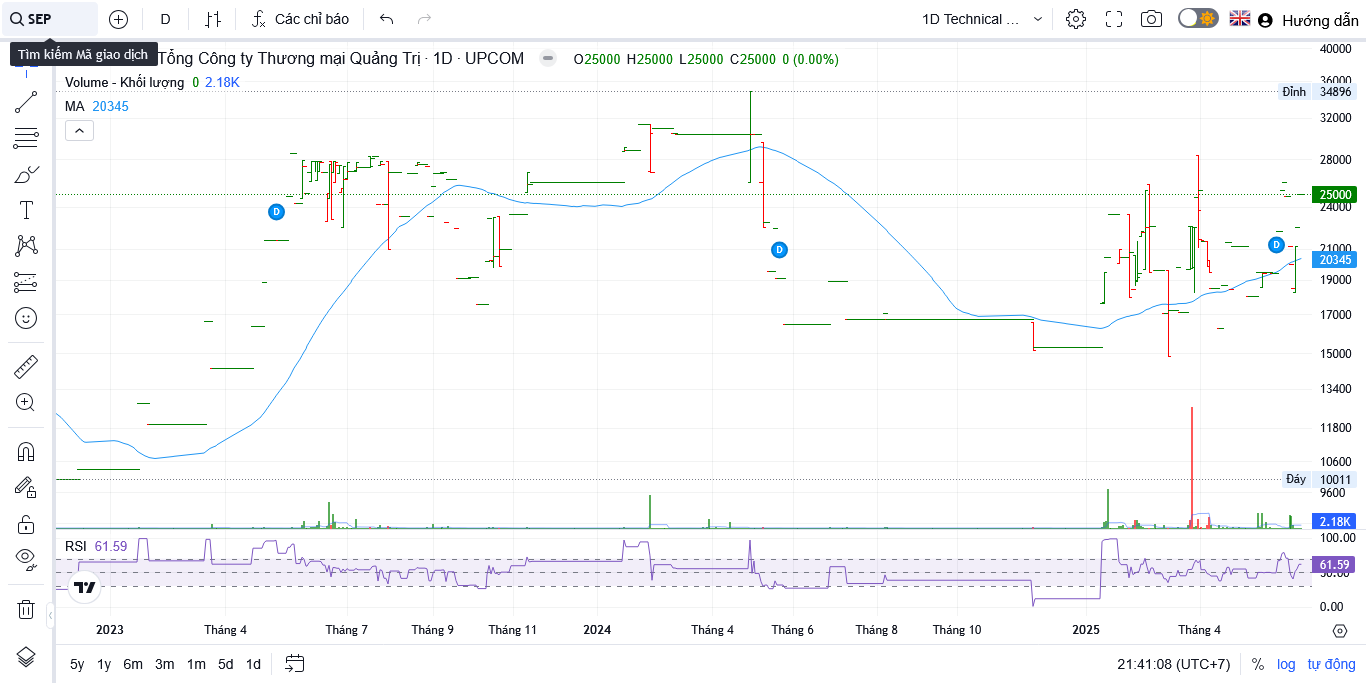 SEP
D
Các chỉ báo
1D Technical ...
Hướng dẫn
Tìm kiếm Mã giao dịch
Tổng Công ty Thương mại Quảng Trị · 1D · UPCOM
O25000 H25000 L25000 C25000 0 (0.00%)
Volume - Khối lượng 0 2.18K
MA 20345
40000
36000
Đỉnh 34896
32000
28000
25000
24000
21000
20345
19000
17000
15000
13400
11800
10600
Đáy 10011
9600
2.18K
D
D
D
RSI 61.59
100.00
61.59
50.00
0.00
2023
Tháng 4
Tháng 7
Tháng 9
Tháng 11
2024
Tháng 4
Tháng 6
Tháng 8
Tháng 10
2025
Tháng 4
5y 1y 6m 3m 1m 5d 1d
21:41:08 (UTC+7) % log tự động